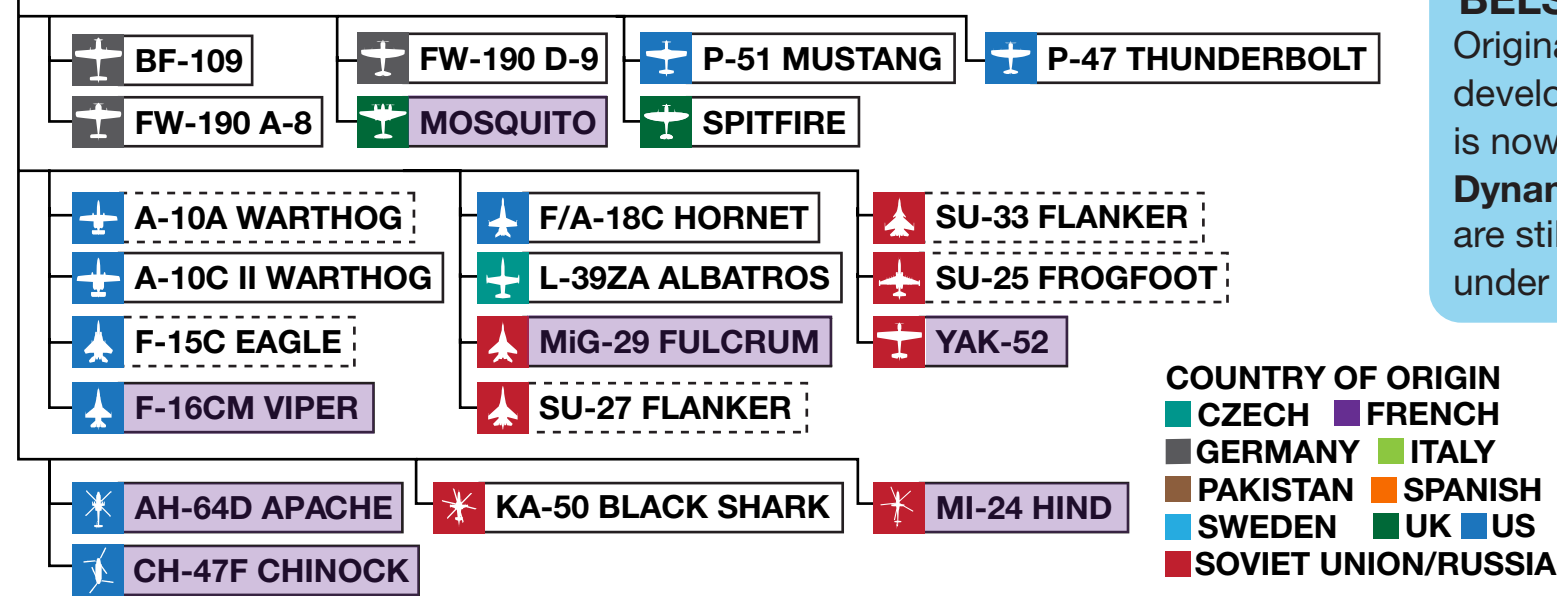 BF-109
FW-190 D-9
P-51 MUSTANG
P-47 THUNDERBOLT
FW-190 A-8
MOSQUITO
SPITFIRE
A-10A WARTHOG
F/A-18C HORNET
SU-33 FLANKER
A-10C II WARTHOG
L-39ZA ALBATROS
SU-25 FROGFOOT
F-15C EAGLE
MiG-29 FULCRUM
YAK-52
F-16CM VIPER
SU-27 FLANKER
AH-64D APACHE
KA-50 BLACK SHARK
MI-24 HIND
CH-47F CHINOCK
Origina
develo
is now
Dynar
are stil
under
COUNTRY OF ORIGIN
CZECH FRENCH
GERMANY ITALY
PAKISTAN SPANISH
SWEDEN UK US
SOVIET UNION/RUSSIA